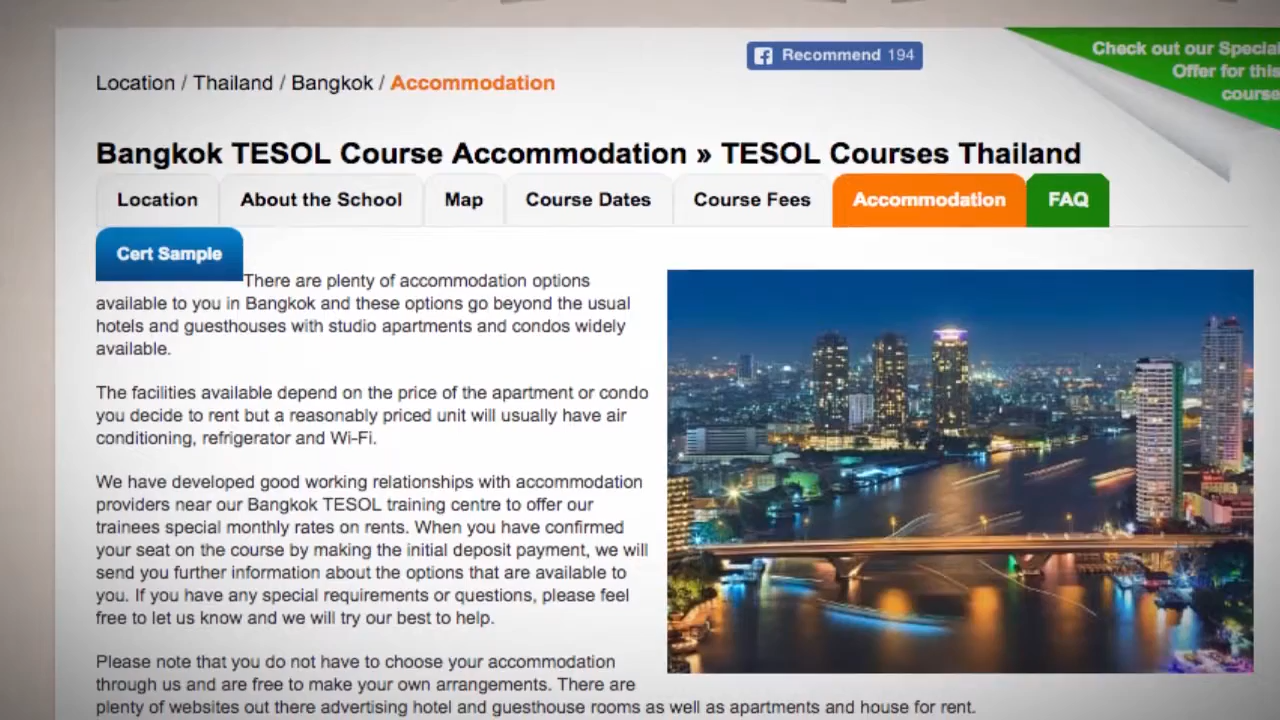 Recommend 194
Check out our Special
Offer for this
course
Location / Thailand / Bangkok / Accommodation
Bangkok TESOL Course Accommodation » TESOL Courses Thailand
Location About the School Map Course Dates Course Fees Accommodation FAQ
Cert Sample
There are plenty of accommodation options
available to you in Bangkok and these options go beyond the usual
hotels and guesthouses with studio apartments and condos widely
available.
The facilities available depend on the price of the apartment or condo
you decide to rent but a reasonably priced unit will usually have air
conditioning, refrigerator and Wi-Fi.
We have developed good working relationships with accommodation
providers near our Bangkok TESOL training centre to offer our
trainees special monthly rates on rents. When you have confirmed
your seat on the course by making the initial deposit payment, we will
send you further information about the options that are available to
you. If you have any special requirements or questions, please feel
free to let us know and we will try our best to help.
Please note that you do not have to choose your accommodation
through us and are free to make your own arrangements. There are
plenty of websites out there advertising hotel and guesthouse rooms as well as apartments and house for rent.